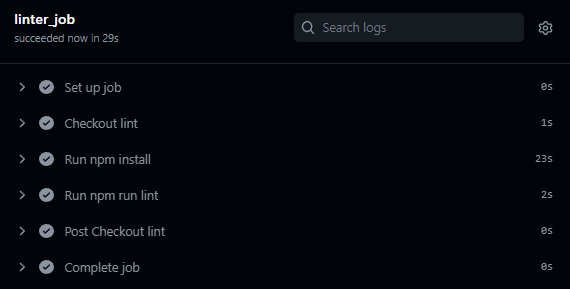 linter_job
succeeded now in 29s
Search logs
Set up job 0s
Checkout lint 1s
Run npm install 23s
Run npm run lint 2s
Post Checkout lint 0s
Complete job 0s